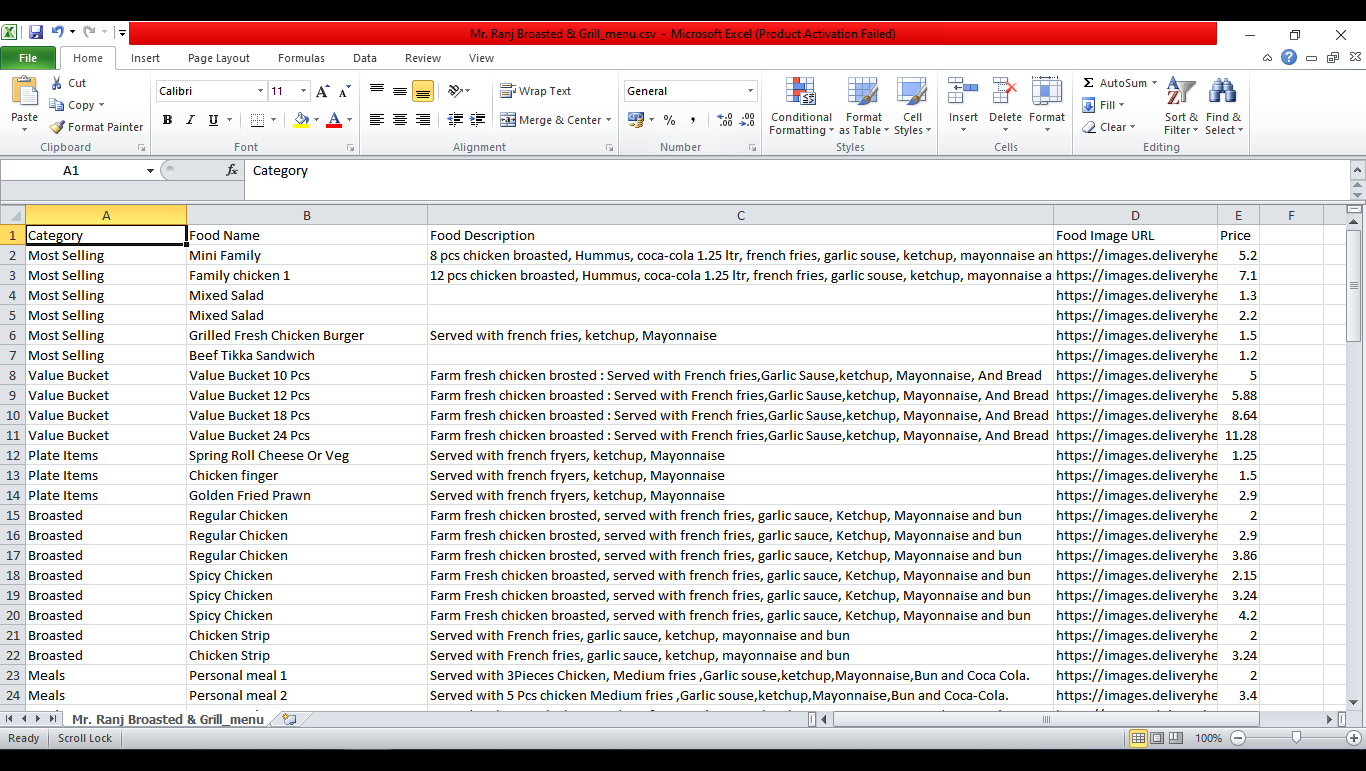 Mr. Ranj Broasted & Grill_menu.csv - Microsoft Excel (Product Activation Failed)
File Home Insert Page Layout Formulas Data Review View
Paste Cut Copy Format Painter Clipboard
Calibri 11 B I U Font
Wrap Text Merge & Center Alignment
General % , Number
Conditional Formatting Format as Table Cell Styles Styles
Insert Delete Format Cells
Σ AutoSum Fill Clear Sort & Filter Find & Select Editing
A1 fx Category
A B C D E F
1 Category Food Name Food Description Food Image URL Price
2 Most Selling Mini Family 8 pcs chicken broasted, Hummus, coca-cola 1.25 ltr, french fries, garlic souse, ketchup, mayonnaise an https://images.deliveryhe 5.2
3 Most Selling Family chicken 1 12 pcs chicken broasted, Hummus, coca-cola 1.25 ltr, french fries, garlic souse, ketchup, mayonnaise a https://images.deliveryhe 7.1
4 Most Selling Mixed Salad https://images.deliveryhe 1.3
5 Most Selling Mixed Salad https://images.deliveryhe 2.2
6 Most Selling Grilled Fresh Chicken Burger Served with french fries, ketchup, Mayonnaise https://images.deliveryhe 1.5
7 Most Selling Beef Tikka Sandwich https://images.deliveryhe 1.2
8 Value Bucket Value Bucket 10 Pcs Farm fresh chicken brosted : Served with French fries,Garlic Sause,ketchup, Mayonnaise, And Bread https://images.deliveryhe 5
9 Value Bucket Value Bucket 12 Pcs Farm fresh chicken broasted : Served with French fries,Garlic Sause,ketchup, Mayonnaise, And Bread https://images.deliveryhe 5.88
10 Value Bucket Value Bucket 18 Pcs Farm fresh chicken broasted : Served with French fries,Garlic Sause,ketchup, Mayonnaise, And Bread https://images.deliveryhe 8.64
11 Value Bucket Value Bucket 24 Pcs Farm fresh chicken broasted : Served with French fries,Garlic Sause,ketchup, Mayonnaise, And Bread https://images.deliveryhe 11.28
12 Plate Items Spring Roll Cheese Or Veg Served with french fryers, ketchup, Mayonnaise https://images.deliveryhe 1.25
13 Plate Items Chicken finger Served with french fryers, ketchup, Mayonnaise https://images.deliveryhe 1.5
14 Plate Items Golden Fried Prawn Served with french fryers, ketchup, Mayonnaise https://images.deliveryhe 2.9
15 Broasted Regular Chicken Farm fresh chicken brosted, served with french fries, garlic sauce, Ketchup, Mayonnaise and bun https://images.deliveryhe 2
16 Broasted Regular Chicken Farm fresh chicken brosted, served with french fries, garlic sauce, Ketchup, Mayonnaise and bun https://images.deliveryhe 2.9
17 Broasted Regular Chicken Farm fresh chicken brosted, served with french fries, garlic sauce, Ketchup, Mayonnaise and bun https://images.deliveryhe 3.86
18 Broasted Spicy Chicken Farm Fresh chicken broasted, served with french fries, garlic sauce, Ketchup, Mayonnaise and bun https://images.deliveryhe 2.15
19 Broasted Spicy Chicken Farm Fresh chicken broasted, served with french fries, garlic sauce, Ketchup, Mayonnaise and bun https://images.deliveryhe 3.24
20 Broasted Spicy Chicken Farm Fresh chicken broasted, served with french fries, garlic sauce, Ketchup, Mayonnaise and bun https://images.deliveryhe 4.2
21 Broasted Chicken Strip Served with French fries, garlic sauce, ketchup, mayonnaise and bun https://images.deliveryhe 2
22 Broasted Chicken Strip Served with French fries, garlic sauce, ketchup, mayonnaise and bun https://images.deliveryhe 3.24
23 Meals Personal meal 1 Served with 3Pieces Chicken, Medium fries ,Garlic souse,ketchup,Mayonnaise,Bun and Coca Cola. https://images.deliveryhe 2
24 Meals Personal meal 2 Served with 5 Pcs chicken Medium fries ,Garlic souse,ketchup,Mayonnaise,Bun and Coca-Cola. https://images.deliveryhe 3.4
Mr. Ranj Broasted & Grill_menu
Ready Scroll Lock 100%